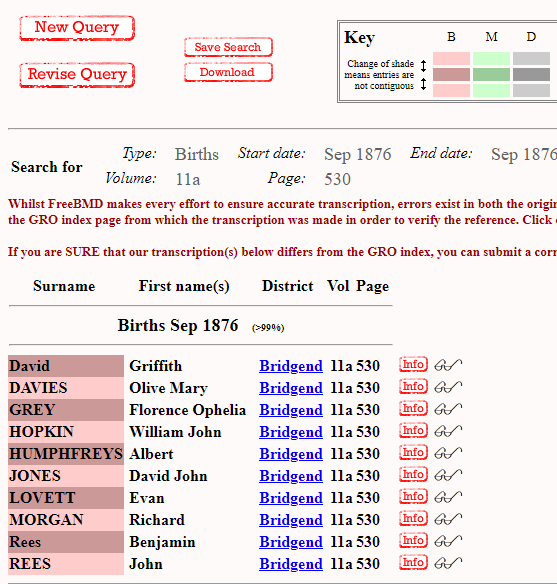 New Query
Save Search
Revise Query
Download
Key B M D
Change of shade
means entries are
not contiguous
Search for Type: Births Start date: Sep 1876 End date: Sep 1876
Volume: 11a Page: 530
Whilst FreeBMD makes every effort to ensure accurate transcription, errors exist in both the origin
the GRO index page from which the transcription was made in order to verify the reference. Click
If you are SURE that our transcription(s) below differs from the GRO index, you can submit a corr
Surname First name(s) District Vol Page
Births Sep 1876 (>99%)
David Griffith Bridgend 11a 530 Info
DAVIES Olive Mary Bridgend 11a 530 Info
GREY Florence Ophelia Bridgend 11a 530 Info
HOPKIN William John Bridgend 11a 530 Info
HUMPHFREYS Albert Bridgend 11a 530 Info
JONES David John Bridgend 11a 530 Info
LOVETT Evan Bridgend 11a 530 Info
MORGAN Richard Bridgend 11a 530 Info
Rees Benjamin Bridgend 11a 530 Info
REES John Bridgend 11a 530 Info